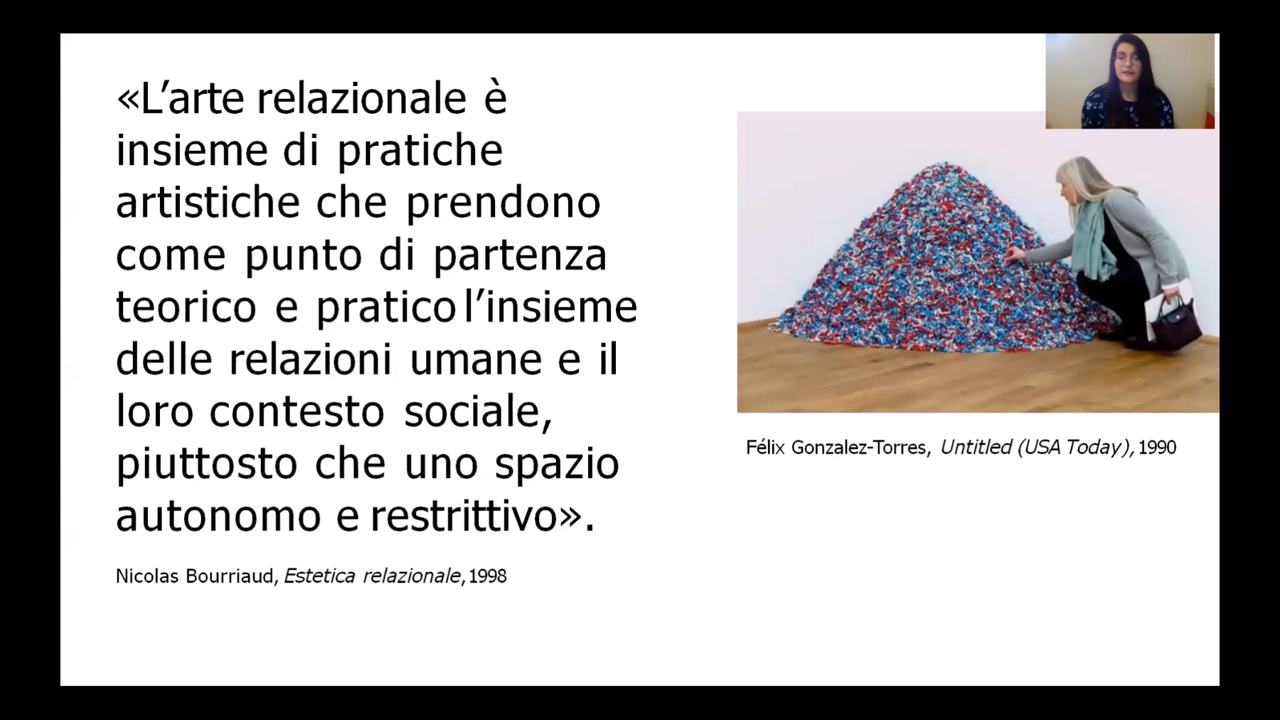 «L’arte relazionale è
insieme di pratiche
artistiche che prendono
come punto di partenza
teorico e pratico l’insieme
delle relazioni umane e il
loro contesto sociale,
piuttosto che uno spazio
autonomo e restrittivo».
Nicolas Bourriaud, Estetica relazionale, 1998
Félix Gonzalez-Torres, Untitled (USA Today), 1990